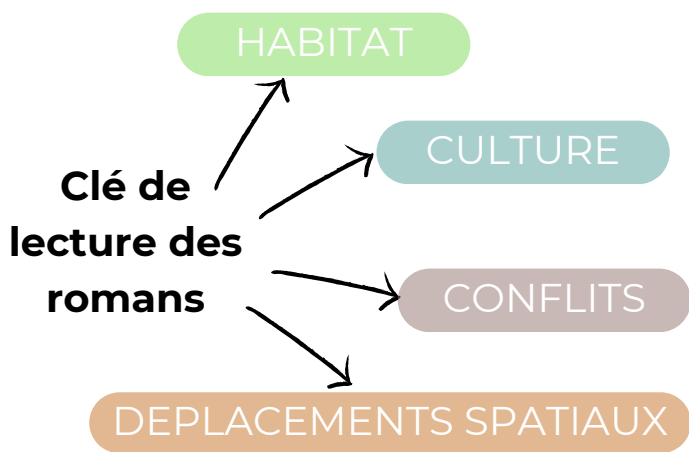 HABITAT
CULTURE
Clé de
lecture des
romans
CONFLITS
DEPLACEMENTS SPATIAUX